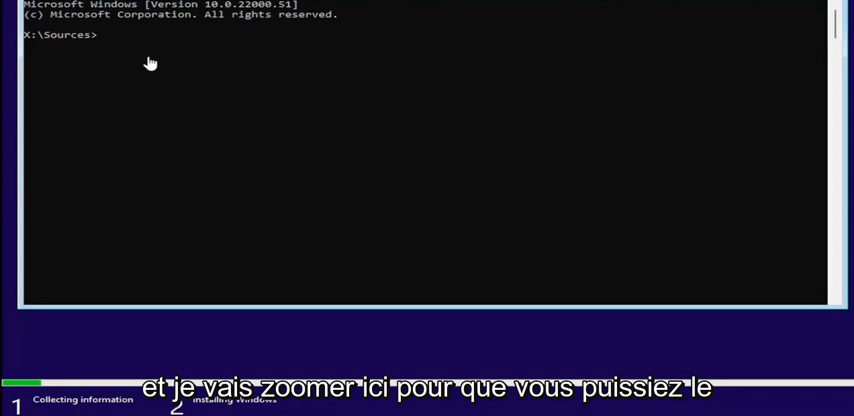 Microsoft Windows [Version 10.0.22000.51]
(c) Microsoft Corporation. All rights reserved.
X:\Sources>
et je vais zoomer ici pour que vous puissiez le
1 Collecting information 2 Installing Windows